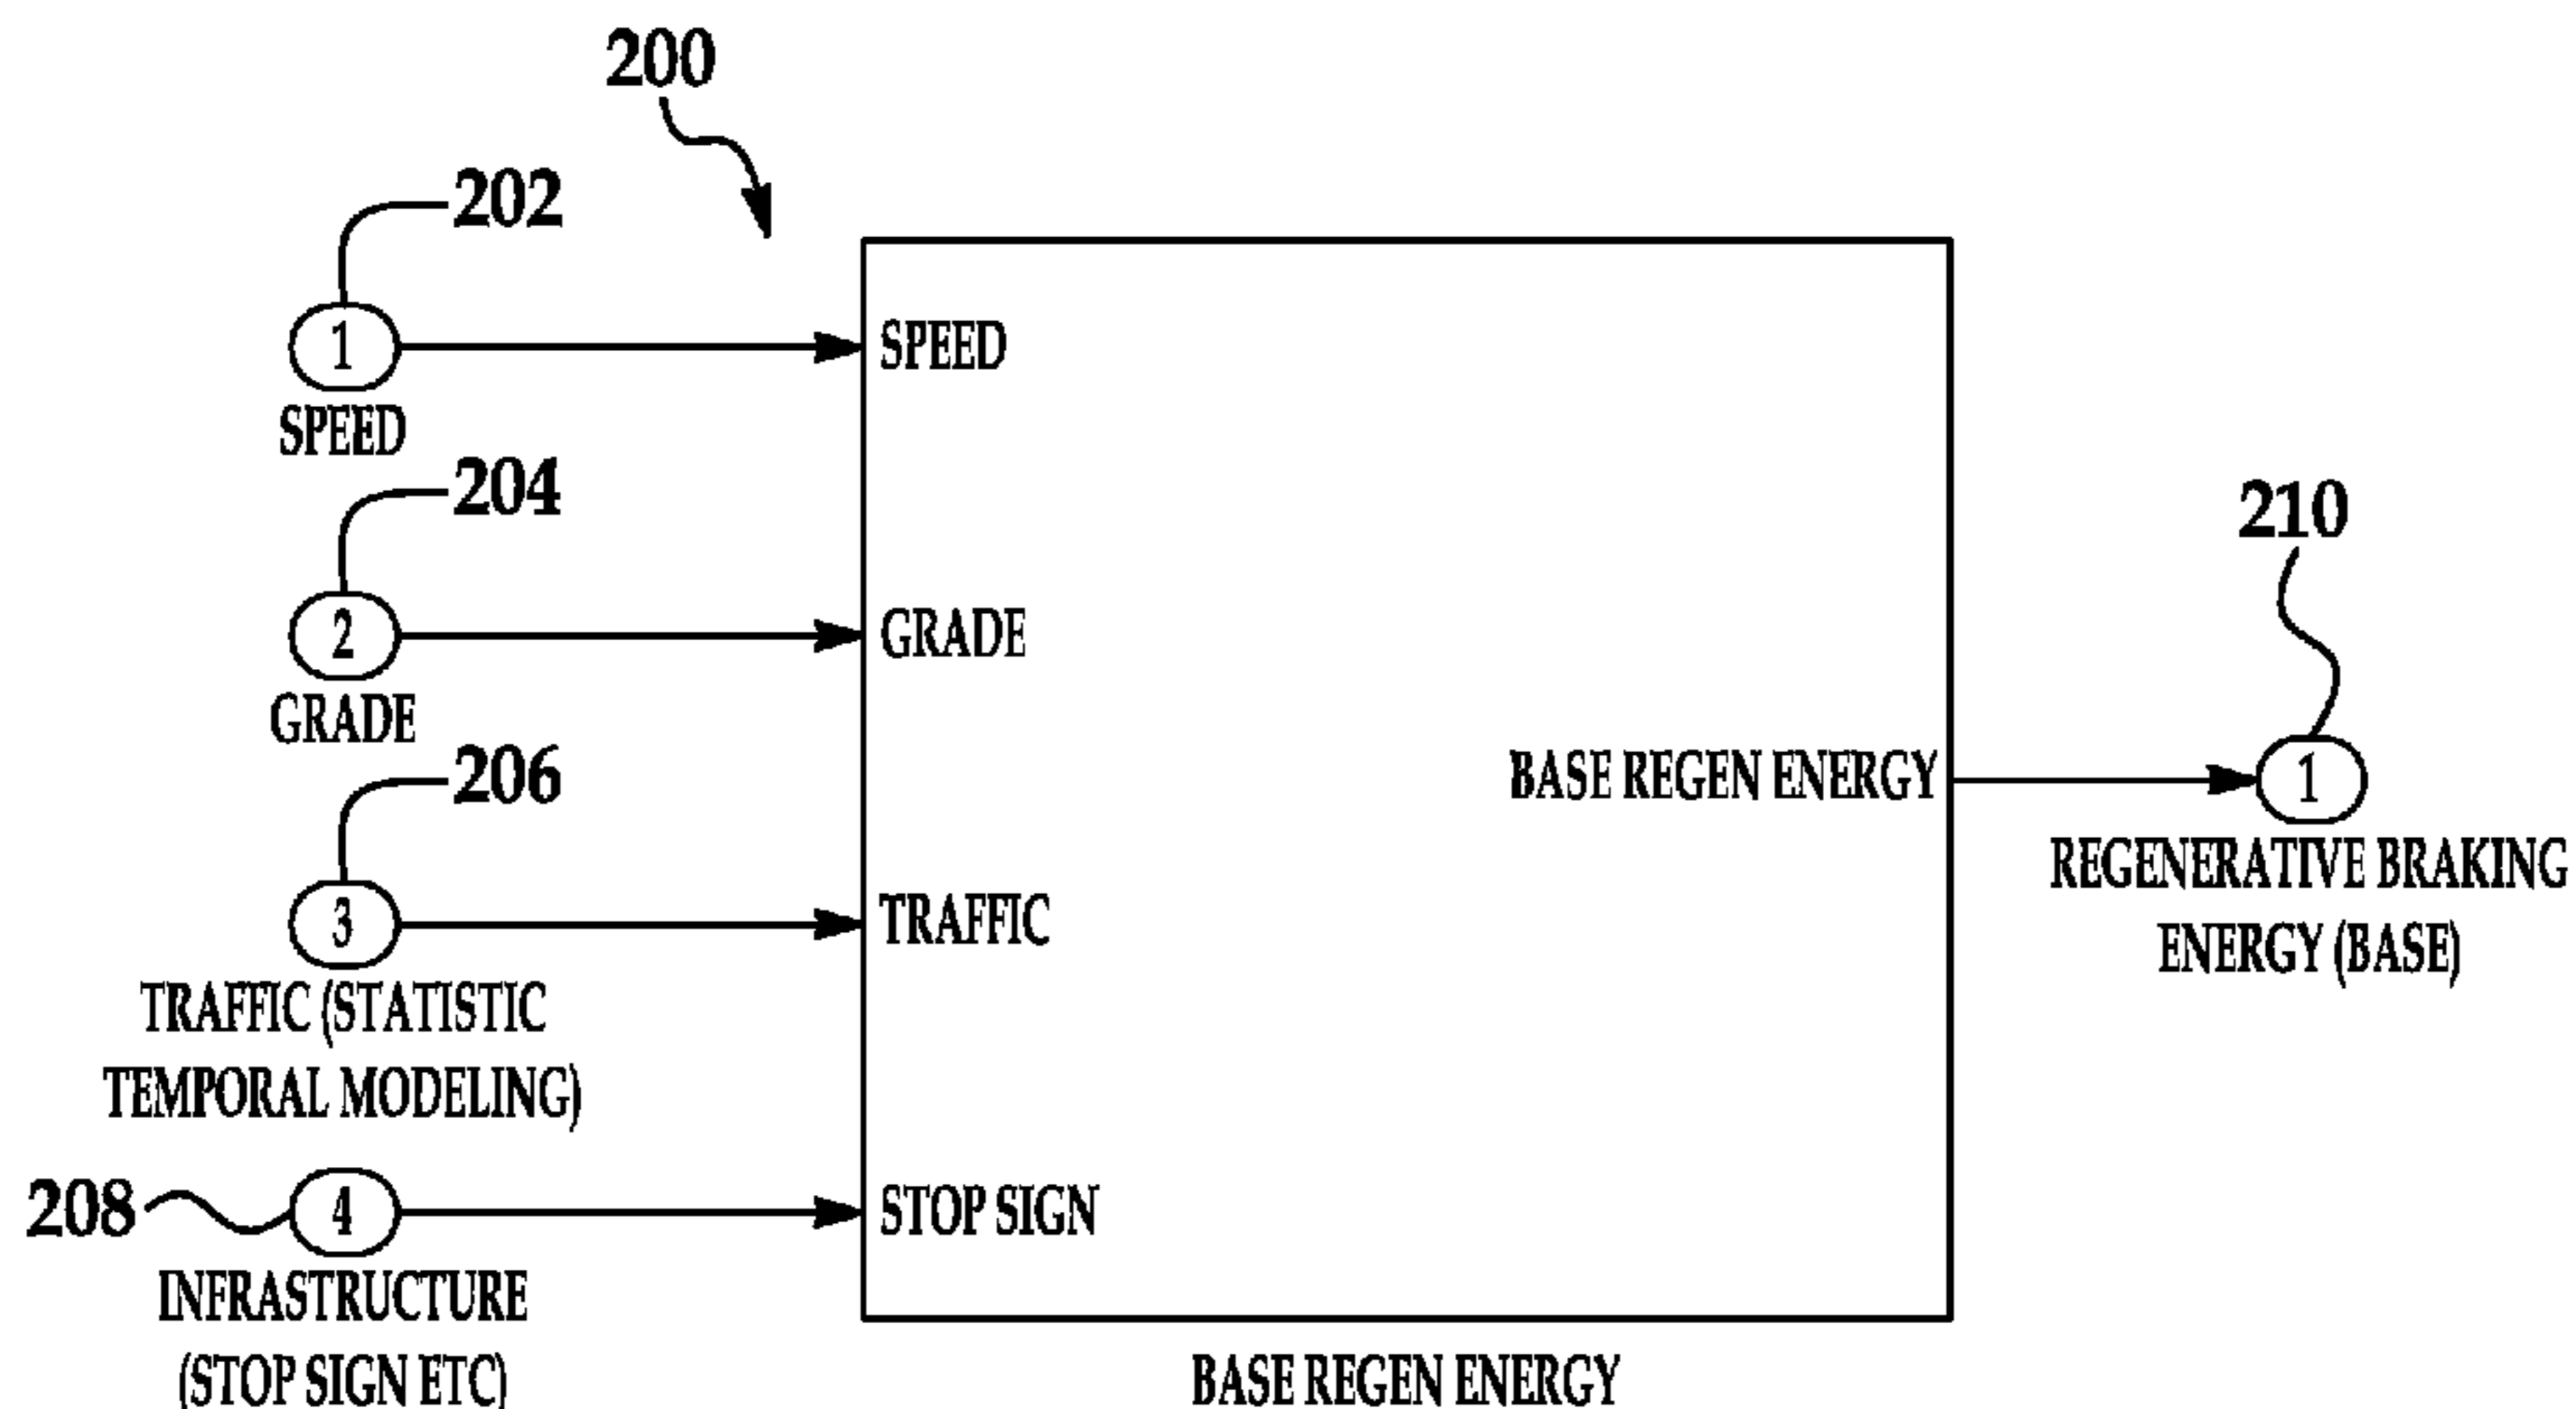 200
202
1
SPEED
SPEED
204
2
GRADE
GRADE
206
3
TRAFFIC (STATISTIC
TEMPORAL MODELING)
TRAFFIC
208
4
INFRASTRUCTURE
(STOP SIGN ETC)
STOP SIGN
BASE REGEN ENERGY
210
1
REGENERATIVE BRAKING
ENERGY (BASE)
BASE REGEN ENERGY